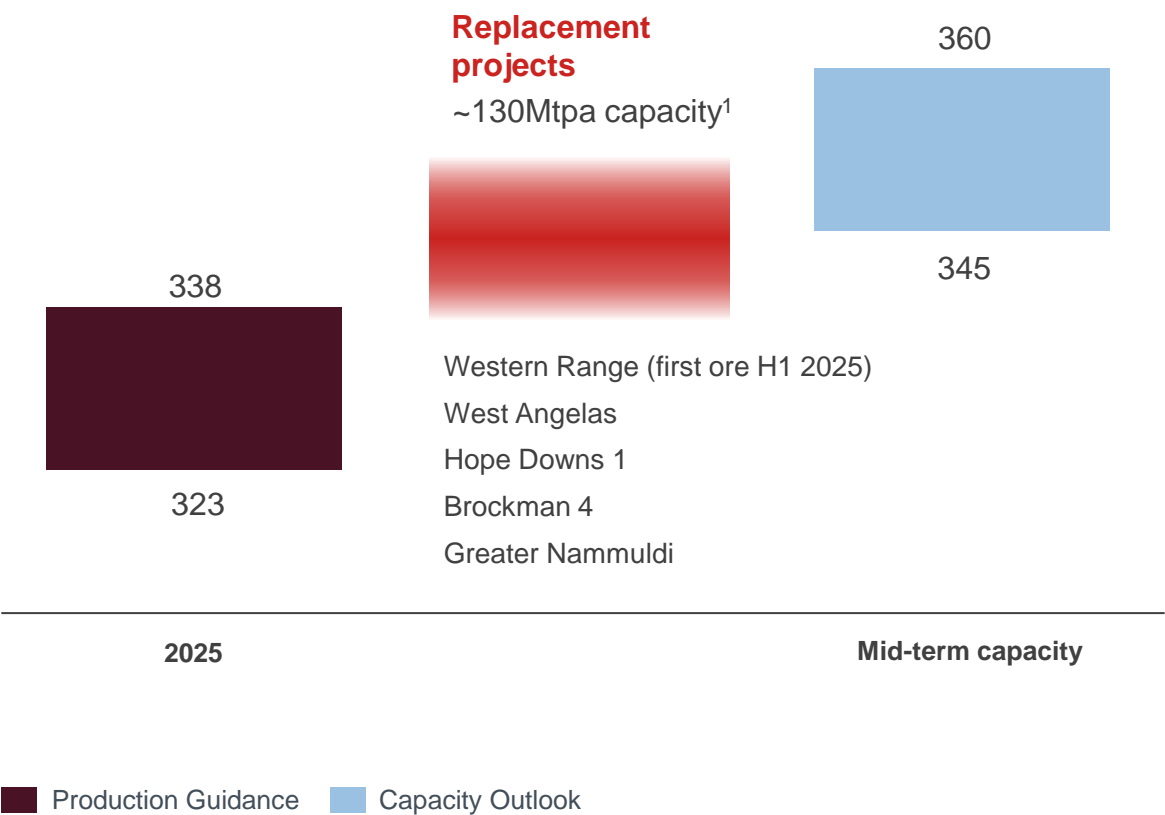 Replacement
projects
~130Mtpa capacity¹
360
345
338
323
Western Range (first ore H1 2025)
West Angelas
Hope Downs 1
Brockman 4
Greater Nammuldi
2025
Mid-term capacity
Production Guidance
Capacity Outlook